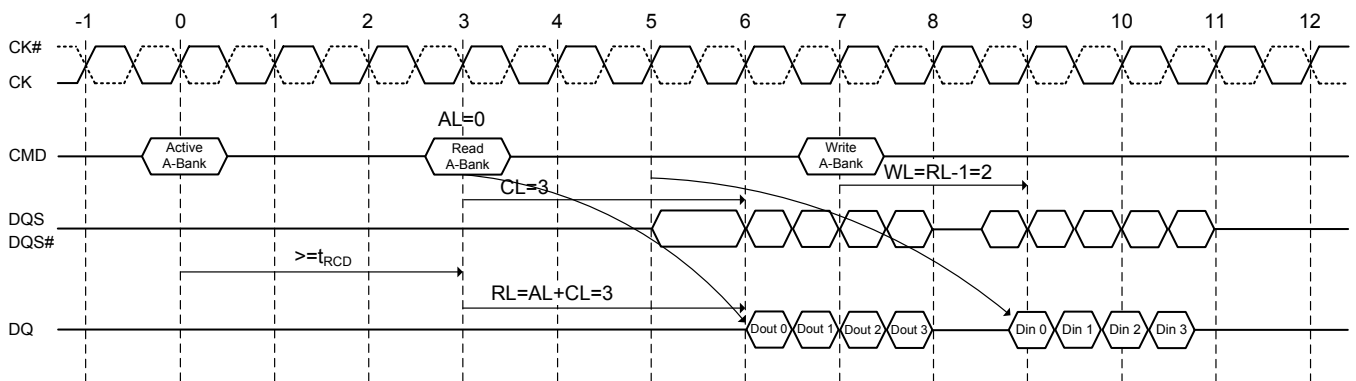 -1 0 1 2 3 4 5 6 7 8 9 10 11 12
CK#
CK
AL=0
CMD
Active
A-Bank
Read
A-Bank
Write
A-Bank
WL=RL-1=2
CL=3
DQS
DQS#
>=tRCD
RL=AL+CL=3
DQ
Dout 0 Dout 1 Dout 2 Dout 3 Din 0 Din 1 Din 2 Din 3